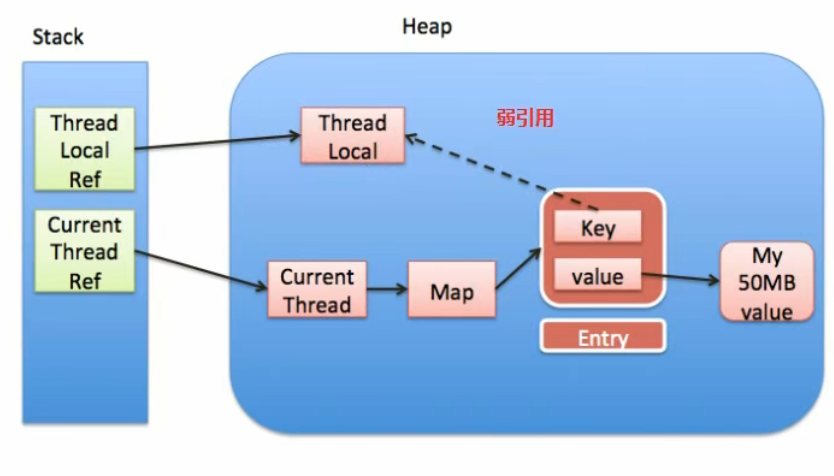 Stack
Heap
Thread
Local
Ref
Thread
Local
弱引用
Current
Thread
Ref
Key
value
Current
Thread
Map
My
50MB
value
Entry